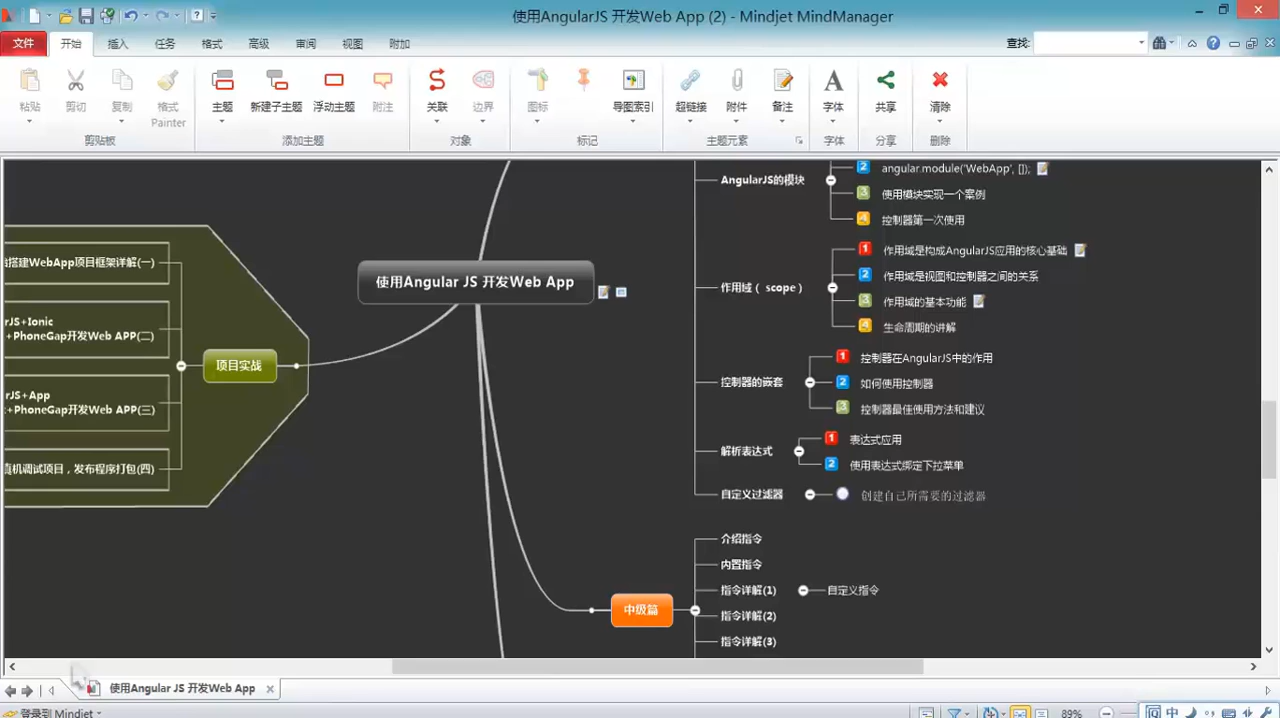 使用AngularJS 开发Web App (2) - Mindjet MindManager
文件 开始 插入 任务 格式 高级 审阅 视图 附加 查找:
粘贴 剪切 复制 格式 Painter
主题 新建子主题 浮动主题 附注
关联 边界 图标 导图索引
超链接 附件 备注 字体 共享 清除
剪贴板 添加主题 对象 标记 主题元素 字体 分享 删除
AngularJS的模块
2 angular.module('WebApp', []);
3 使用模块实现一个案例
4 控制器第一次使用
作用域（ scope ）
1 作用域是构成AngularJS应用的核心基础
2 作用域是视图和控制器之间的关系
3 作用域的基本功能
4 生命周期的讲解
控制器的嵌套
1 控制器在AngularJS中的作用
2 如何使用控制器
3 控制器最佳使用方法和建议
解析表达式
1 表达式应用
2 使用表达式绑定下拉菜单
自定义过滤器
创建自己所需要的过滤器
使用Angular JS 开发Web App
搭建WebApp项目框架详解(一)
JS+Ionic
+PhoneGap开发Web APP(二)
JS+App
+PhoneGap开发Web APP(三)
真机调试项目，发布程序打包(四)
项目实战
中级篇
介绍指令
内置指令
指令详解(1) 自定义指令
指令详解(2)
指令详解(3)
使用Angular JS 开发Web App
登录到 Mindjet
89%
中